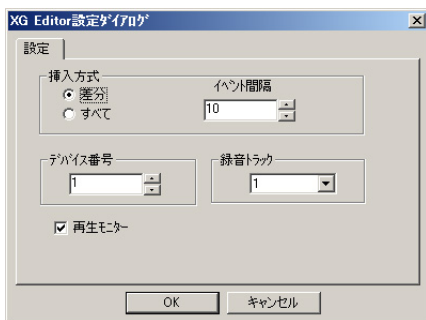 XG Editor設定ﾀﾞｲｱﾛｸﾞ
設定
挿入方式
差分
すべて
ｲﾍﾞﾝﾄ間隔
10
ﾃﾞﾊﾞｲｽ番号
1
録音ﾄﾗｯｸ
1
再生ﾓﾆﾀｰ
OK
ｷｬﾝｾﾙ